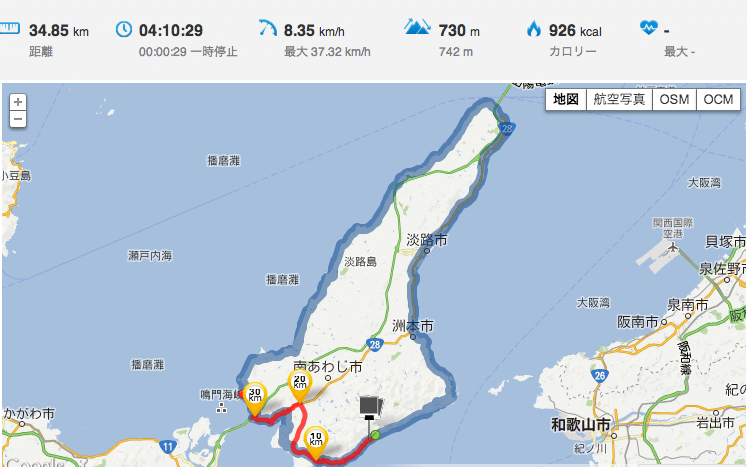 34.85 km
距離
04:10:29
00:00:29 一時停止
8.35 km/h
最大 37.32 km/h
730 m
742 m
926 kcal
カロリー
-
最大 -
+
−
地図
航空写真
OSM
OCM
28
播磨灘
小豆島
大阪湾
関西国際
空港
貝塚市
淡路市
瀬戸内海
淡路島
泉佐野市
播磨灘
大阪湾
泉南市
洲本市
阪南市
28
阪和線
播磨灘
南あわじ市
26
20
km
30
km
鳴門海峡
紀の
かがわ市
和歌山市
岩出市
10
km
11
紀ノ川